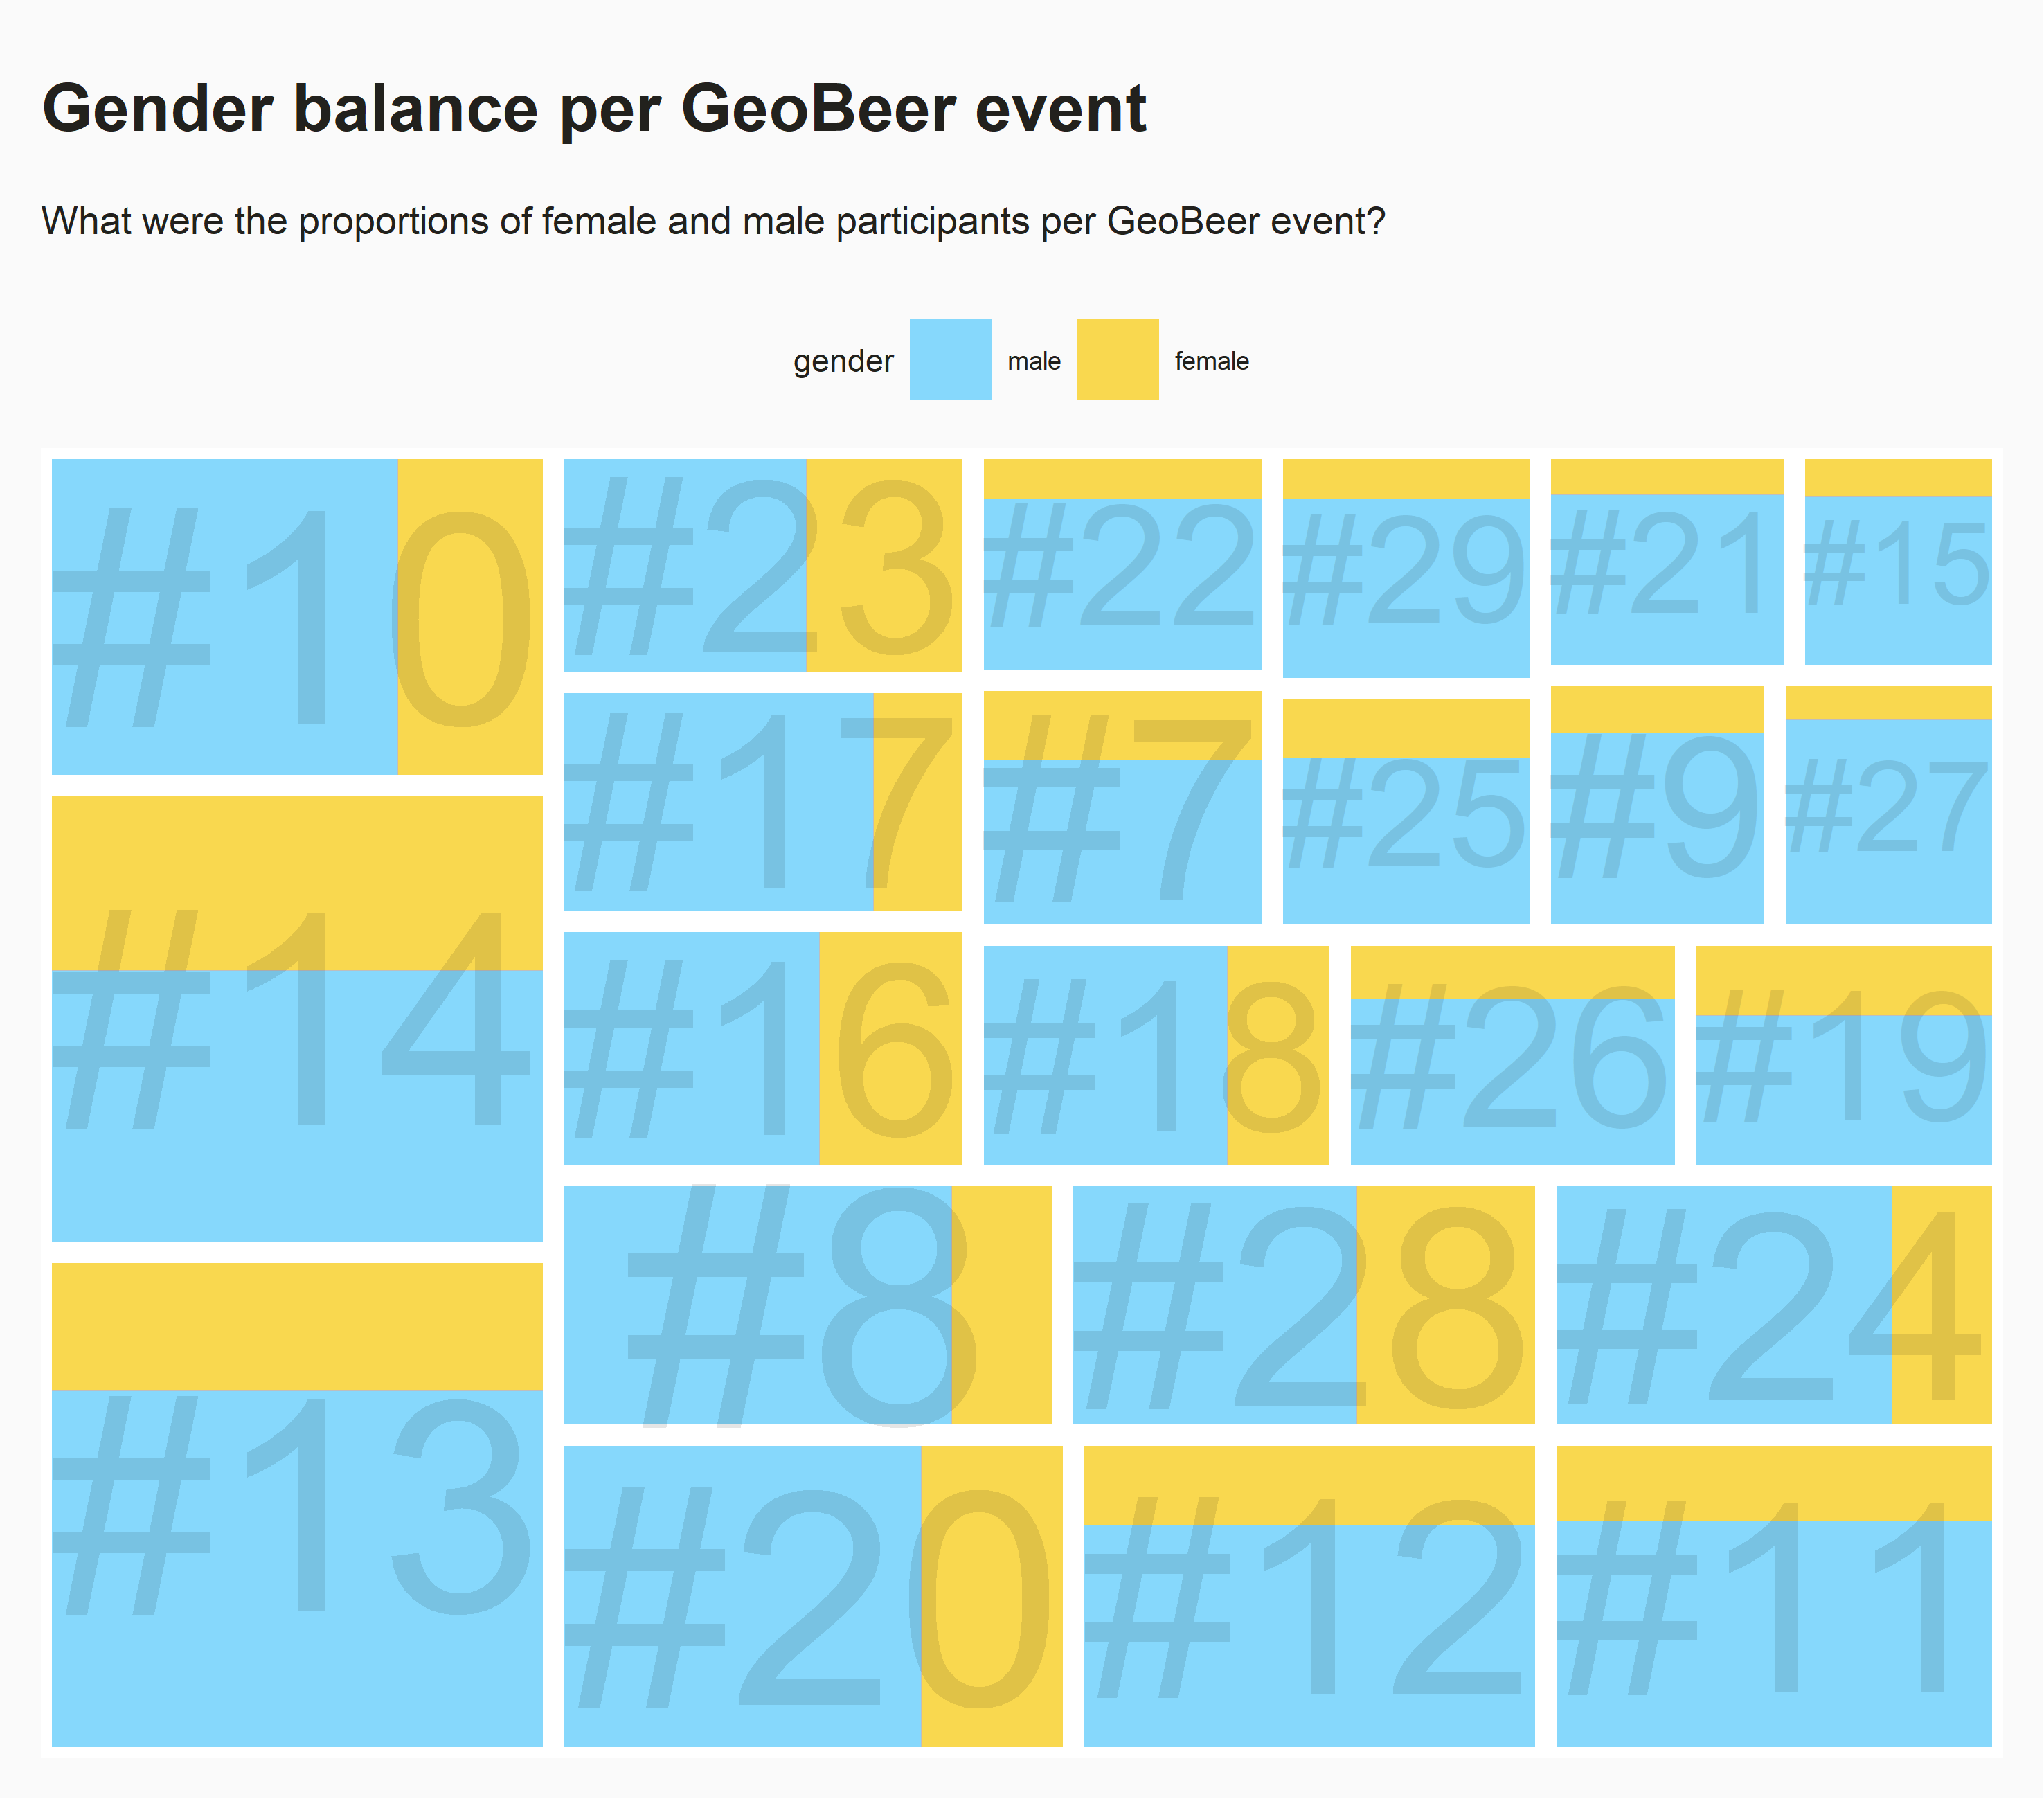 Gender balance per GeoBeer event
What were the proportions of female and male participants per GeoBeer event?
gender male female
#10 #23 #22 #29 #21 #15
#17 #7 #25 #9 #27
#14 #16 #18 #26 #19
#8 #28 #24
#13 #20 #12 #11